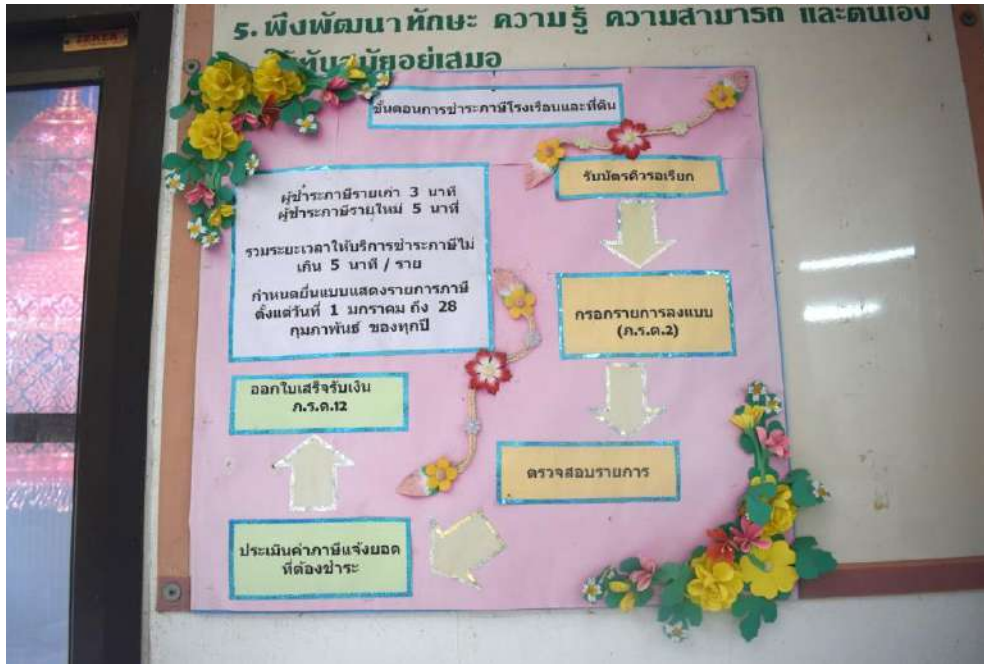 5. พึงพัฒนาทักษะ ความรู้ ความสามารถ และตนเอง
ให้ทันสมัยอยู่เสมอ
ขั้นตอนการชำระภาษีโรงเรือนและที่ดิน
ผู้ชำระภาษีรายเก่า 3 นาที
ผู้ชำระภาษีรายใหม่ 5 นาที
รวมระยะเวลาให้บริการชำระภาษีไม่
เกิน 5 นาที / ราย
กำหนดยื่นแบบแสดงรายการภาษี
ตั้งแต่วันที่ 1 มกราคม ถึง 28
กุมภาพันธ์ ของทุกปี
รับบัตรคิวรอเรียก
กรอกรายการลงแบบ
(ภ.ร.ด.2)
ตรวจสอบรายการ
ประเมินค่าภาษีแจ้งยอด
ที่ต้องชำระ
ออกใบเสร็จรับเงิน
ภ.ร.ด.12